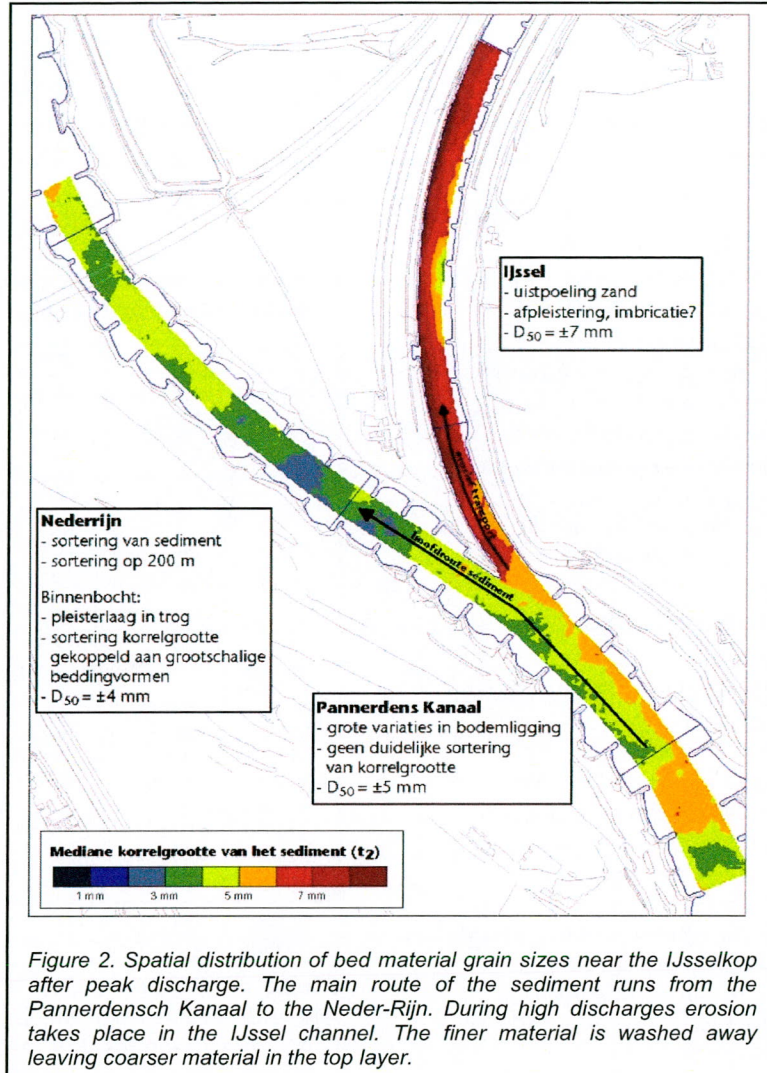 IJssel
- uistpoeling zand
- afpleistering, imbricatie?
- D50 = ±7 mm
transport
hoofdroute sediment
Nederrijn
- sortering van sediment
- sortering op 200 m
Binnenbocht:
- pleisterlaag in trog
- sortering korrelgrootte
gekoppeld aan grootschalige
beddingvormen
- D50 = ±4 mm
Pannerdens Kanaal
- grote variaties in bodemligging
- geen duidelijke sortering
van korrelgrootte
- D50 = ±5 mm
Mediane korrelgrootte van het sediment (t2)
1 mm 3 mm 5 mm 7 mm
Figure 2. Spatial distribution of bed material grain sizes near the IJsselkop
after peak discharge. The main route of the sediment runs from the
Pannerdensch Kanaal to the Neder-Rijn. During high discharges erosion
takes place in the IJssel channel. The finer material is washed away
leaving coarser material in the top layer.